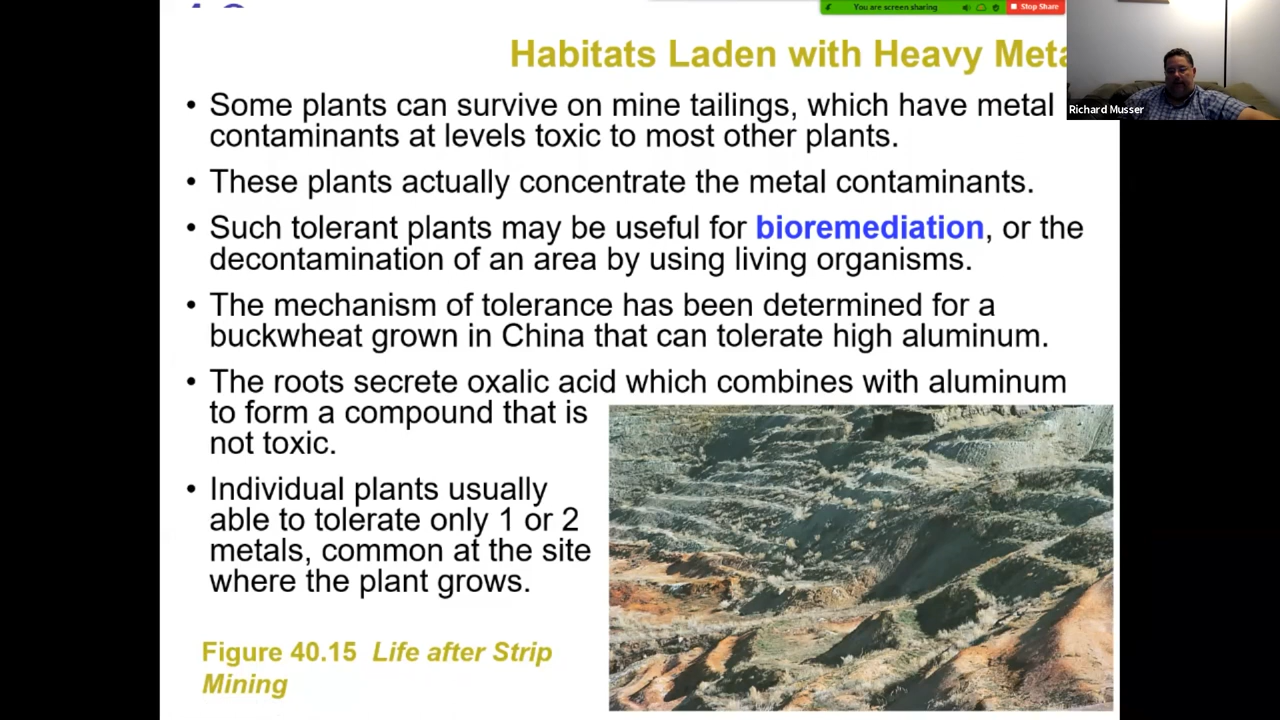 You are screen sharing
Stop Share
Habitats Laden with Heavy
Richard Musser
• Some plants can survive on mine tailings, which have metal
contaminants at levels toxic to most other plants.
• These plants actually concentrate the metal contaminants.
• Such tolerant plants may be useful for bioremediation, or the
decontamination of an area by using living organisms.
• The mechanism of tolerance has been determined for a
buckwheat grown in China that can tolerate high aluminum.
• The roots secrete oxalic acid which combines with aluminum
to form a compound that is
not toxic.
• Individual plants usually
able to tolerate only 1 or 2
metals, common at the site
where the plant grows.
Figure 40.15 Life after Strip
Mining